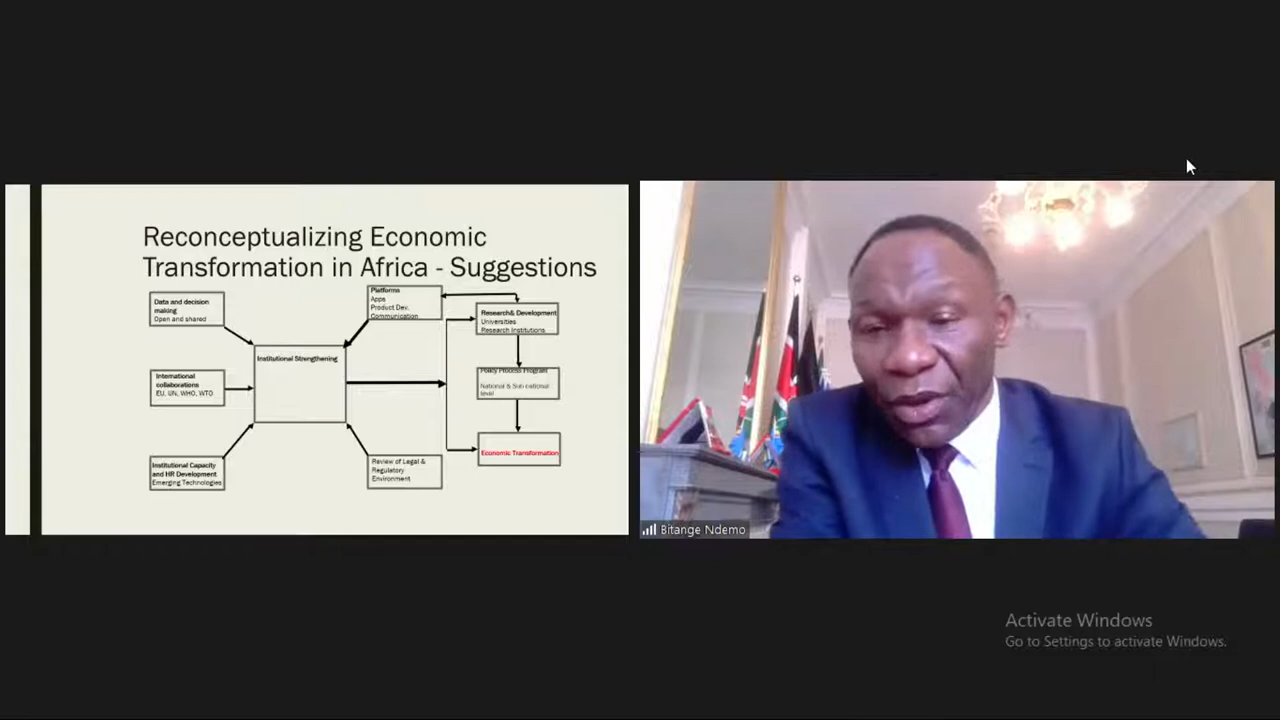 Reconceptualizing Economic
Transformation in Africa - Suggestions
Data and decision
making
Open and shared
Platforms
Apps
Product Dev.
Communication
Research& Development
Universities
Research Institutions
Institutional Strengthening
International
collaborations
EU, UN, WHO, WTO
Policy Process Program
National & Sub national
level
Institutional Capacity
and HR Development
Emerging Technologies
Review of Legal &
Regulatory
Environment
Economic Transformation
Bitange Ndemo
Activate Windows
Go to Settings to activate Windows.